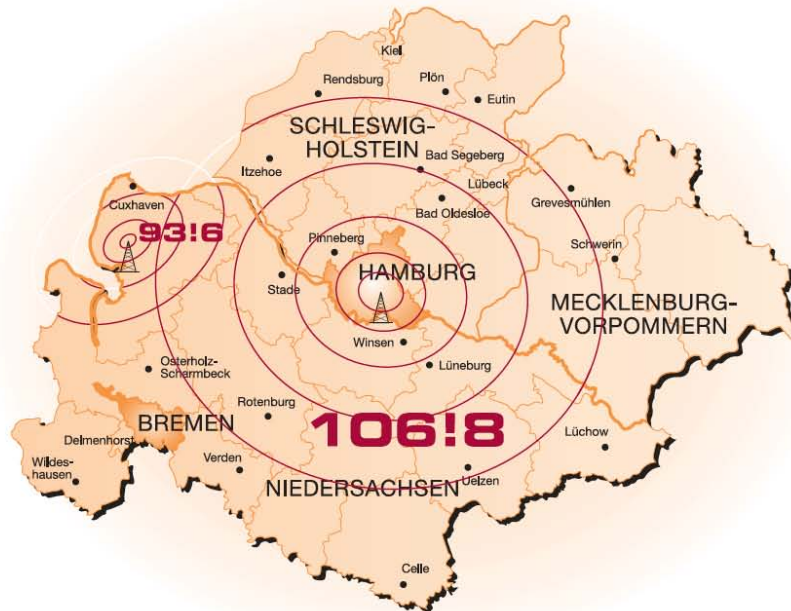 Kiel
Rendsburg
Plön
Eutin
SCHLESWIG-
HOLSTEIN
Itzehoe
Bad Segeberg
Lübeck
Cuxhaven
Bad Oldesloe
Grevesmühlen
93!6
Pinneberg
Schwerin
Stade
HAMBURG
MECKLENBURG-
VORPOMMERN
Winsen
Osterholz-
Scharmbeck
Lüneburg
Rotenburg
BREMEN
106!8
Delmenhorst
Lüchow
Verden
Wildes-
hausen
NIEDERSACHSEN
Uelzen
Celle